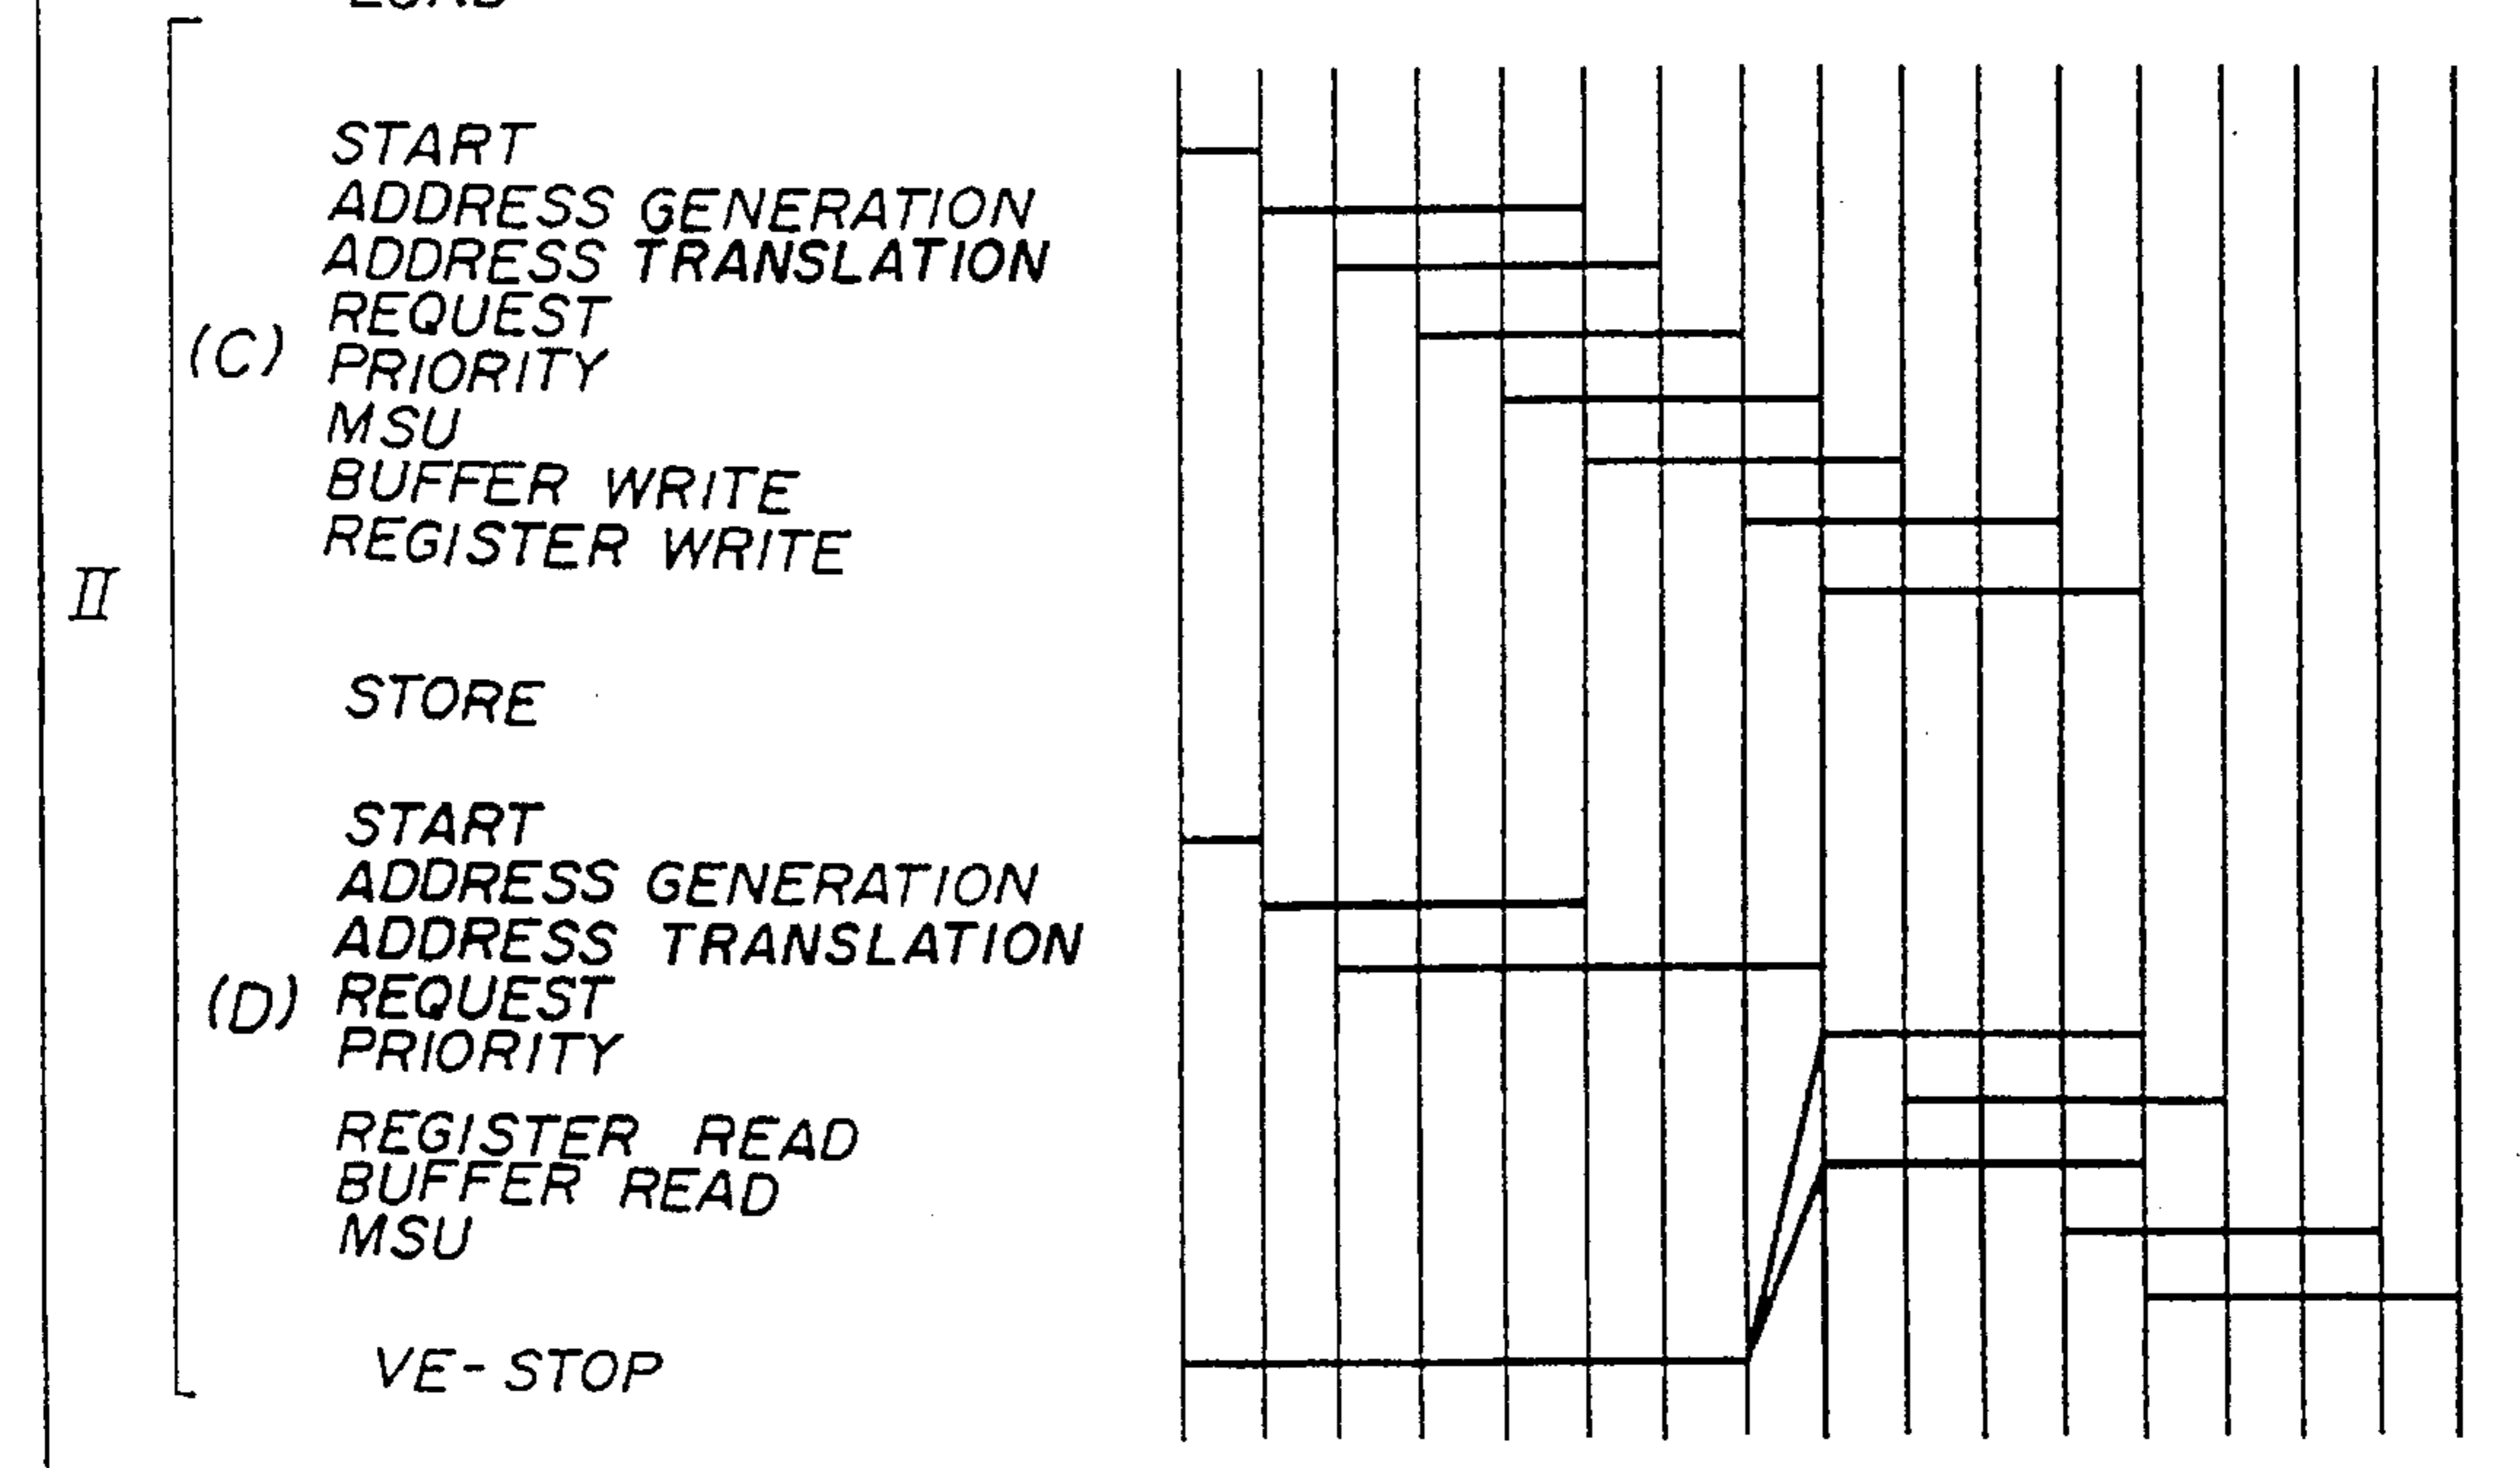 LOAD
START
ADDRESS GENERATION
ADDRESS TRANSLATION
REQUEST
(C)
PRIORITY
MSU
BUFFER WRITE
REGISTER WRITE
II
STORE
START
ADDRESS GENERATION
ADDRESS TRANSLATION
(D)
REQUEST
PRIORITY
REGISTER READ
BUFFER READ
MSU
VE-STOP